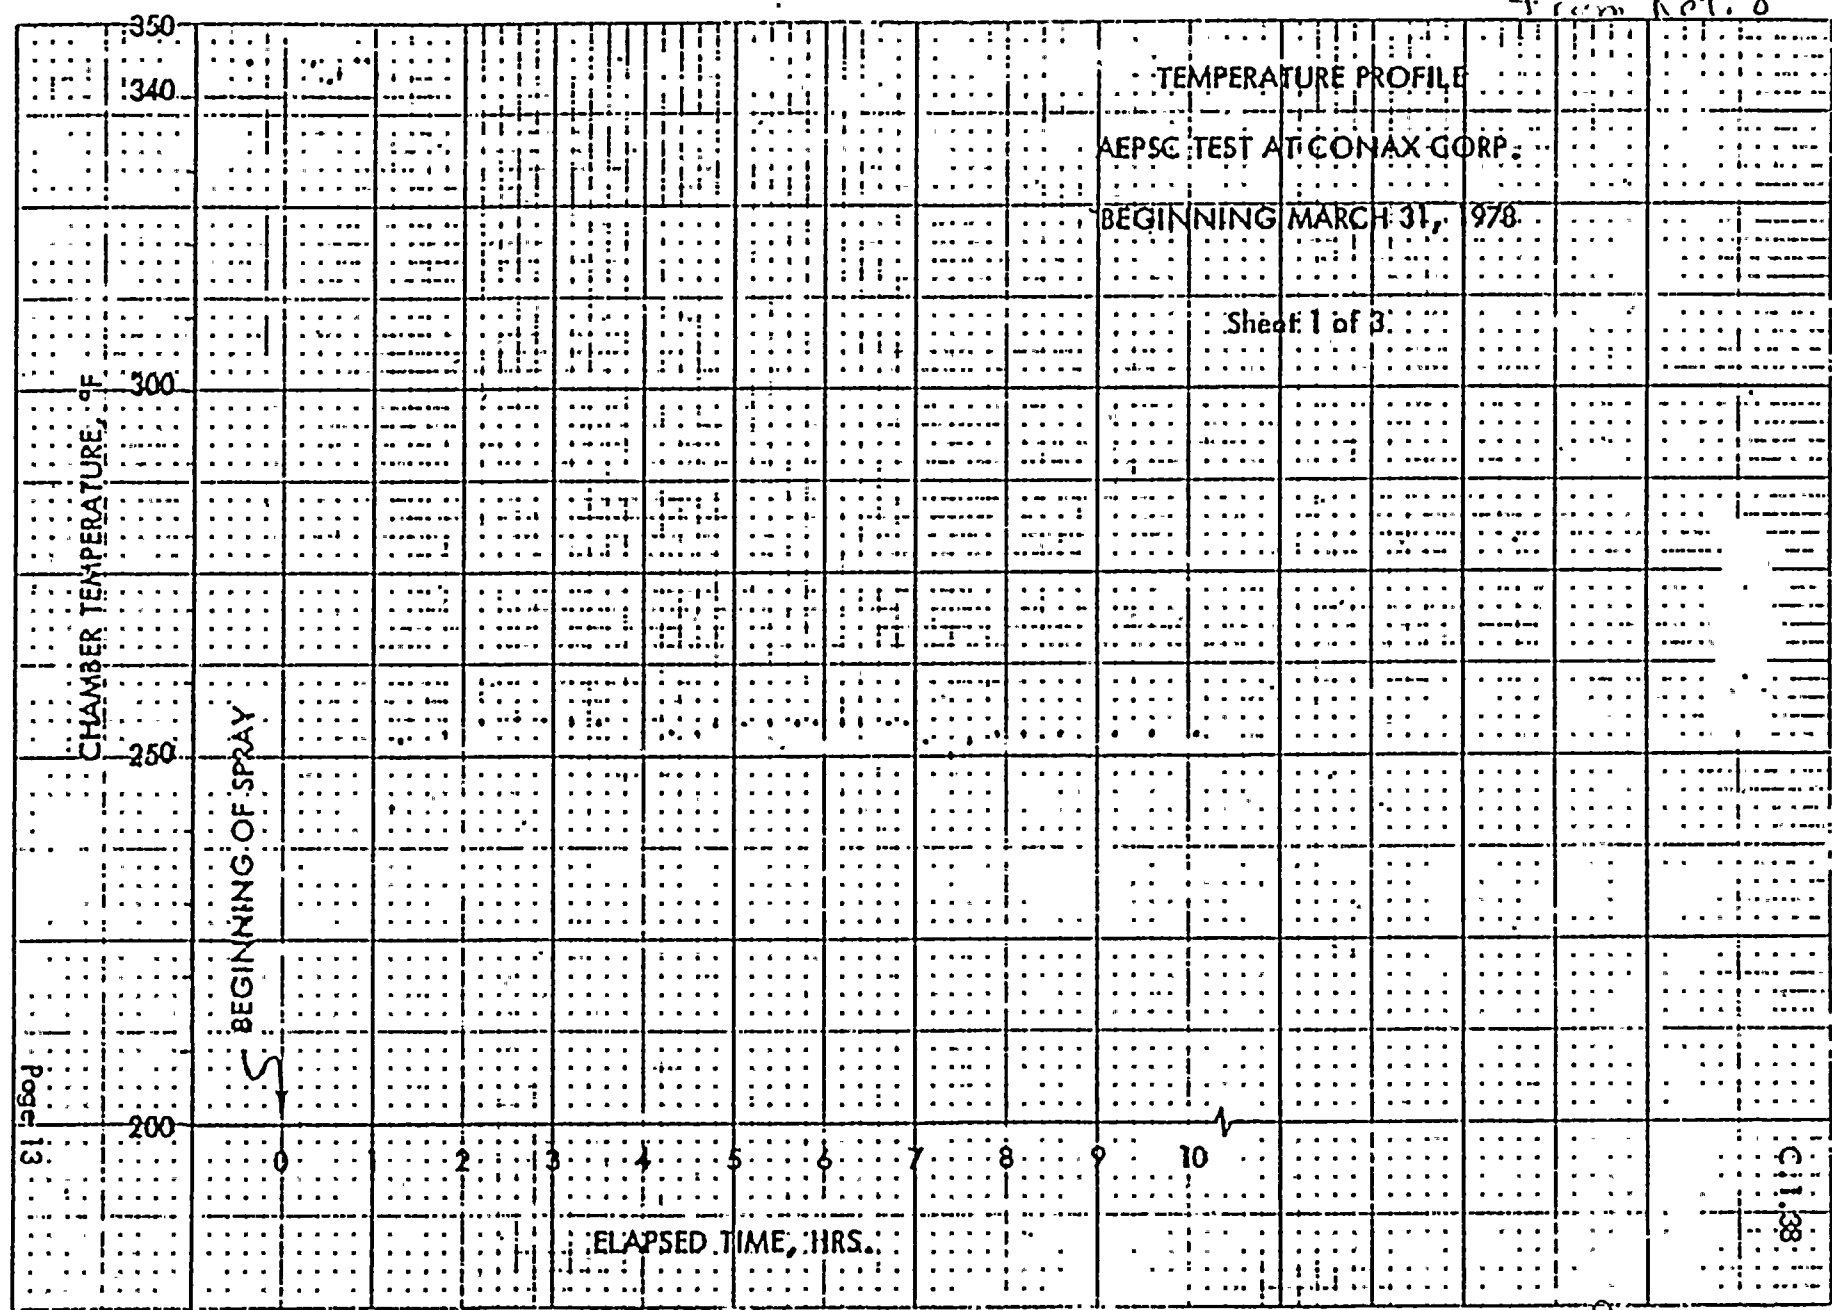 TEMPERATURE PROFILE
AEPSC TEST AT CONAX CORP.
BEGINNING MARCH 31, 1978
Sheet 1 of 3
350
340
300
250
200
CHAMBER TEMPERATURE, °F
BEGINNING OF SPRAY
0 1 2 3 4 5 6 7 8 9 10
ELAPSED TIME, HRS.
Page 13
C 11.38